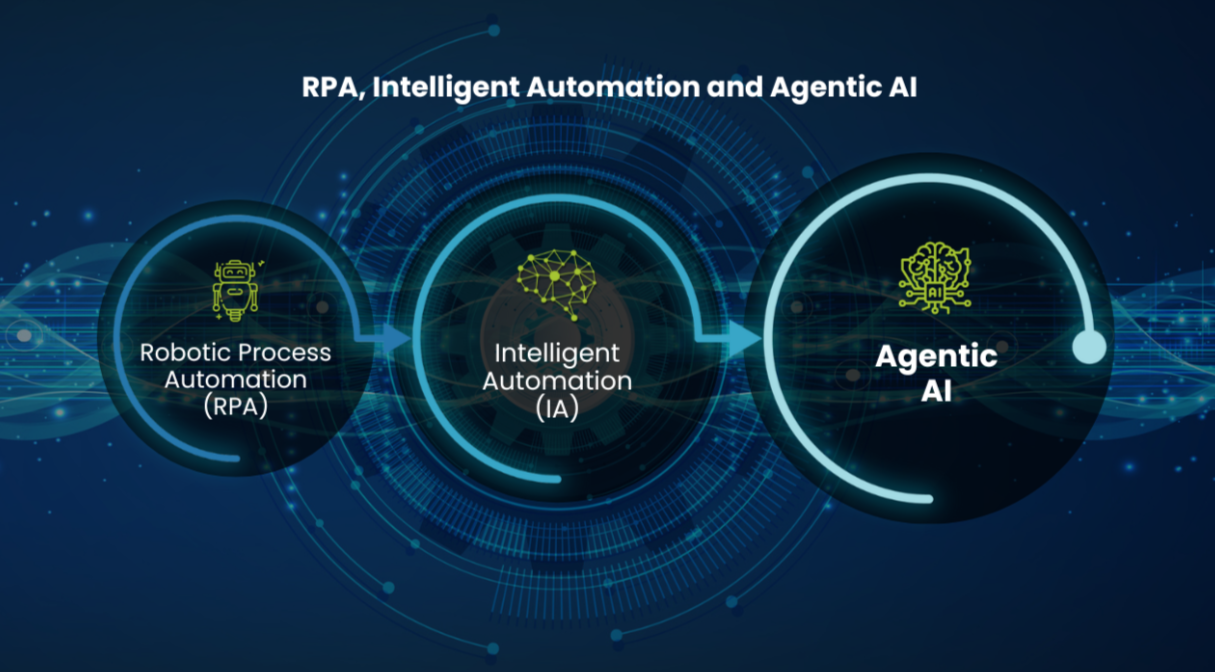 RPA, Intelligent Automation and Agentic AI
Robotic Process
Automation
(RPA)
Intelligent
Automation
(IA)
AI
Agentic
AI